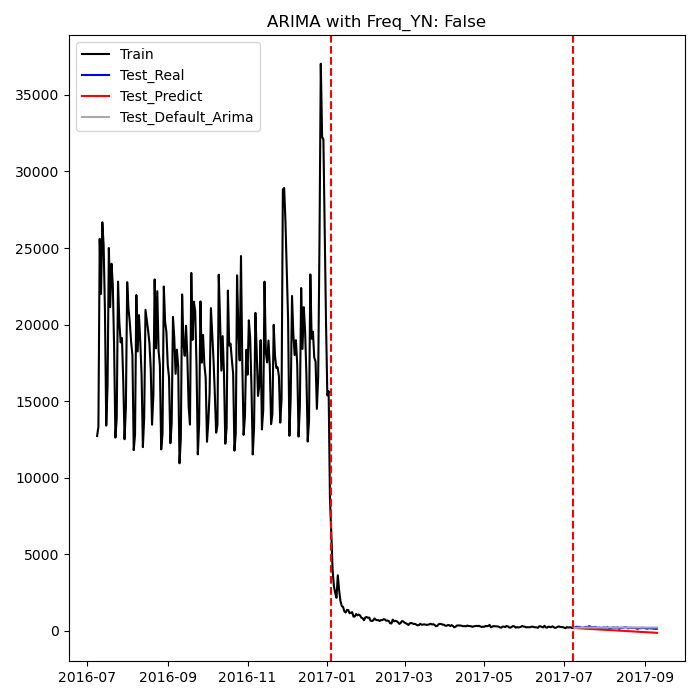 ARIMA with Freq_YN: False
Train
Test_Real
Test_Predict
Test_Default_Arima
35000
30000
25000
20000
15000
10000
5000
0
2016-07 2016-09 2016-11 2017-01 2017-03 2017-05 2017-07 2017-09